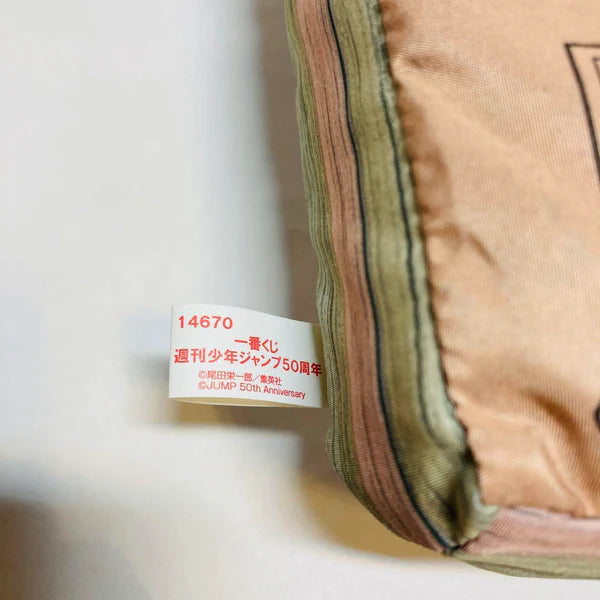 14670
一番くじ
週刊少年ジャンプ50周年
©尾田栄一郎／集英社
©JUMP 50th Anniversary